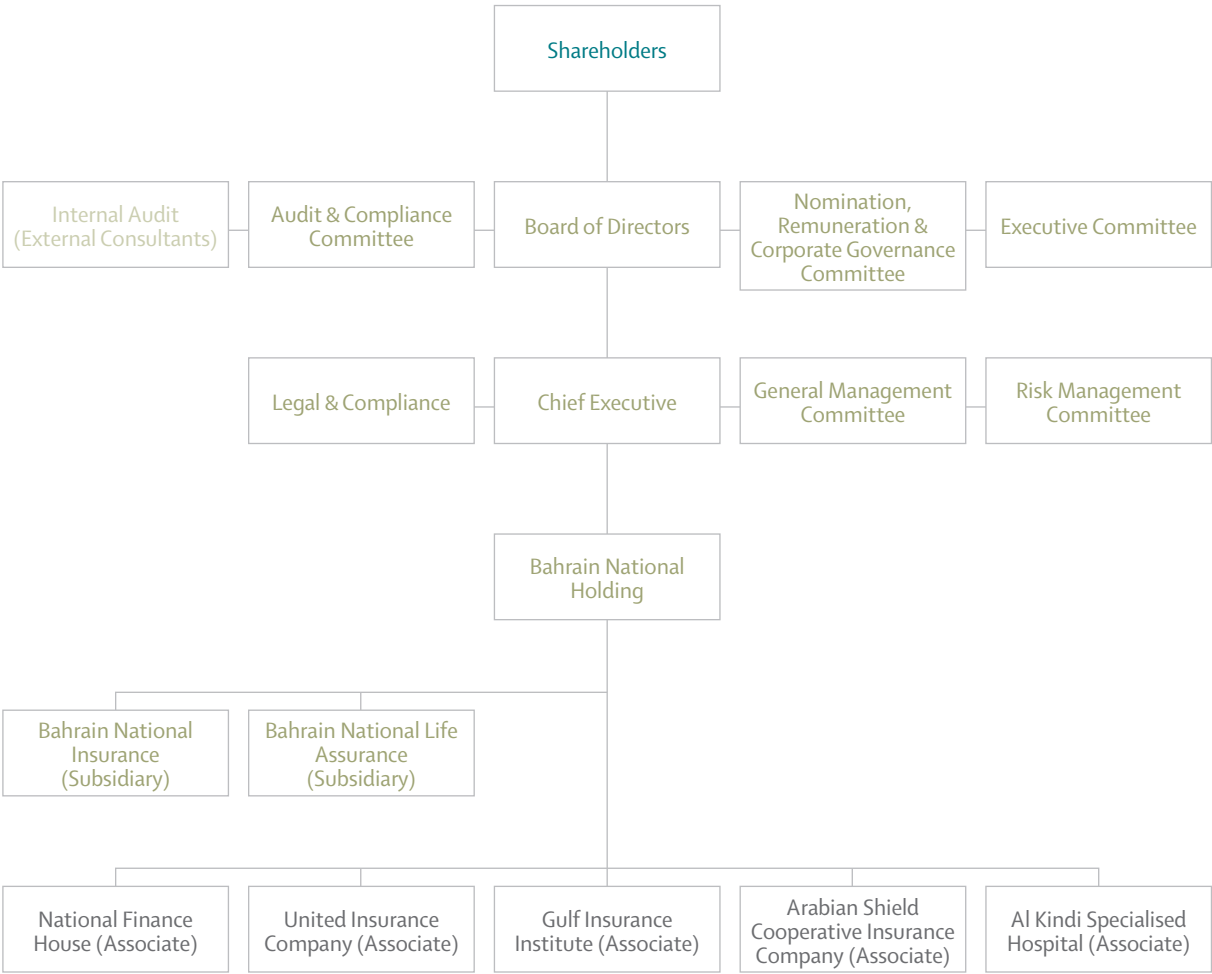 Shareholders
Internal Audit
(External Consultants)
Audit & Compliance
Committee
Board of Directors
Nomination,
Remuneration &
Corporate Governance
Committee
Executive Committee
Legal & Compliance
Chief Executive
General Management
Committee
Risk Management
Committee
Bahrain National
Holding
Bahrain National
Insurance
(Subsidiary)
Bahrain National Life
Assurance
(Subsidiary)
National Finance
House (Associate)
United Insurance
Company (Associate)
Gulf Insurance
Institute (Associate)
Arabian Shield
Cooperative Insurance
Company (Associate)
Al Kindi Specialised
Hospital (Associate)